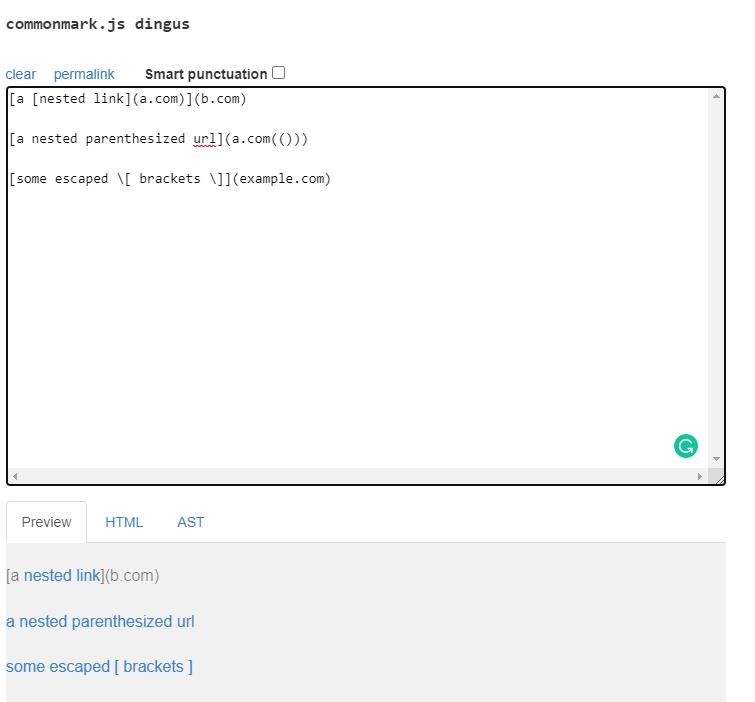 commonmark.js dingus
clear permalink Smart punctuation
[a [nested link](a.com)](b.com)
[a nested parenthesized url](a.com(()))
[some escaped \[ brackets \]](example.com)
Preview HTML AST
[a nested link](b.com)
a nested parenthesized url
some escaped [ brackets ]